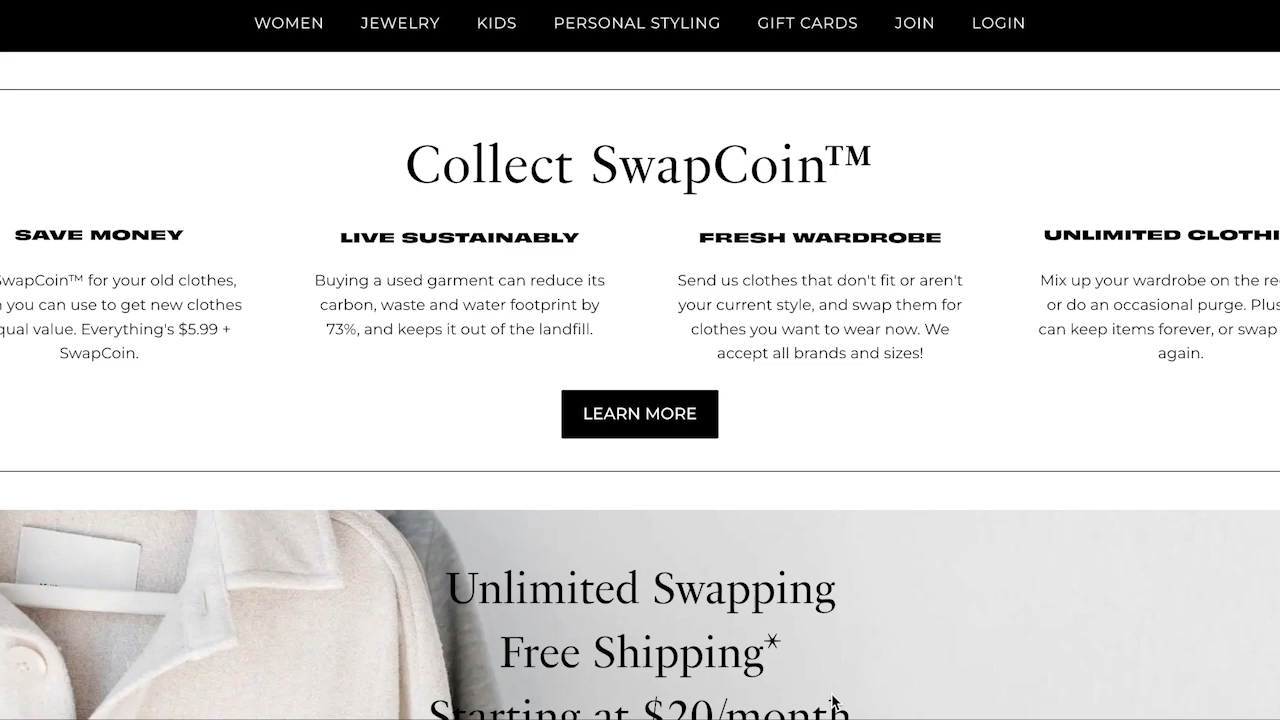 WOMEN JEWELRY KIDS PERSONAL STYLING GIFT CARDS JOIN LOGIN
Collect SwapCoin™
SAVE MONEY
SwapCoin™ for your old clothes,
you can use to get new clothes
qual value. Everything's $5.99 +
SwapCoin.
LIVE SUSTAINABLY
Buying a used garment can reduce its
carbon, waste and water footprint by
73%, and keeps it out of the landfill.
FRESH WARDROBE
Send us clothes that don't fit or aren't
your current style, and swap them for
clothes you want to wear now. We
accept all brands and sizes!
UNLIMITED CLOTHI
Mix up your wardrobe on the re
or do an occasional purge. Plus
can keep items forever, or swap
again.
LEARN MORE
Unlimited Swapping
Free Shipping*
Starting at $20/month